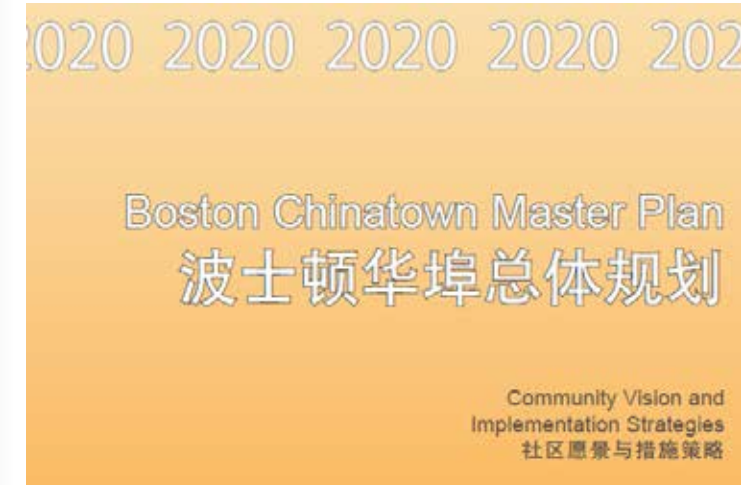 2020 2020 2020 2020 202
Boston Chinatown Master Plan
波士顿华埠总体规划
Community Vision and
Implementation Strategies
社区愿景与措施策略